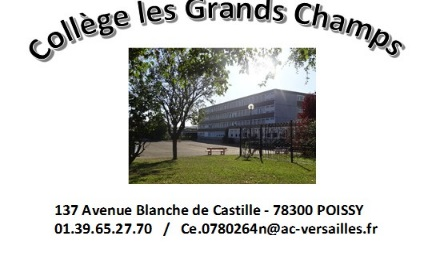 Collège les Grands Champs
137 Avenue Blanche de Castille - 78300 POISSY
01.39.65.27.70 / Ce.0780264n@ac-versailles.fr